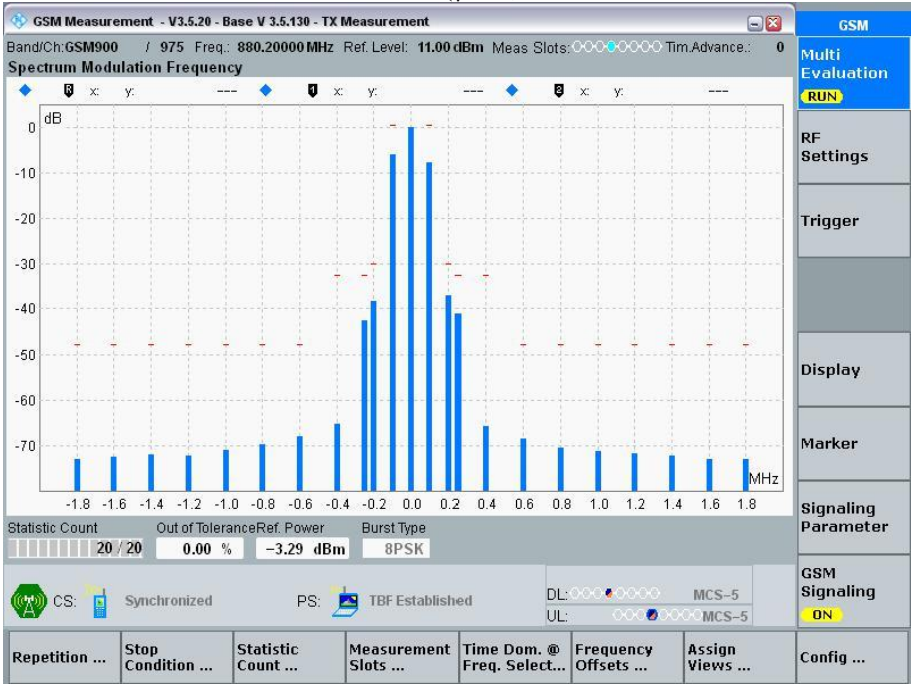 GSM Measurement - V3.5.20 - Base V 3.5.130 - TX Measurement
GSM
Band/Ch:GSM900 / 975 Freq.: 880.20000 MHz Ref. Level: 11.00 dBm Meas Slots: Tim.Advance.: 0
Spectrum Modulation Frequency
Multi
Evaluation
RUN
R x: y: --- 1 x: y: --- 2 x: y: ---
dB
0
-10
-20
-30
-40
-50
-60
-70
MHz
-1.8 -1.6 -1.4 -1.2 -1.0 -0.8 -0.6 -0.4 -0.2 0.0 0.2 0.4 0.6 0.8 1.0 1.2 1.4 1.6 1.8
RF
Settings
Trigger
Display
Marker
Signaling
Parameter
GSM
Signaling
ON
Statistic Count Out of Tolerance Ref. Power Burst Type
20 / 20 0.00 % -3.29 dBm 8PSK
CS: Synchronized PS: TBF Established
DL: MCS-5
UL: MCS-5
Repetition ...
Stop
Condition ...
Statistic
Count ...
Measurement
Slots ...
Time Dom. @
Freq. Select...
Frequency
Offsets ...
Assign
Views ...
Config ...